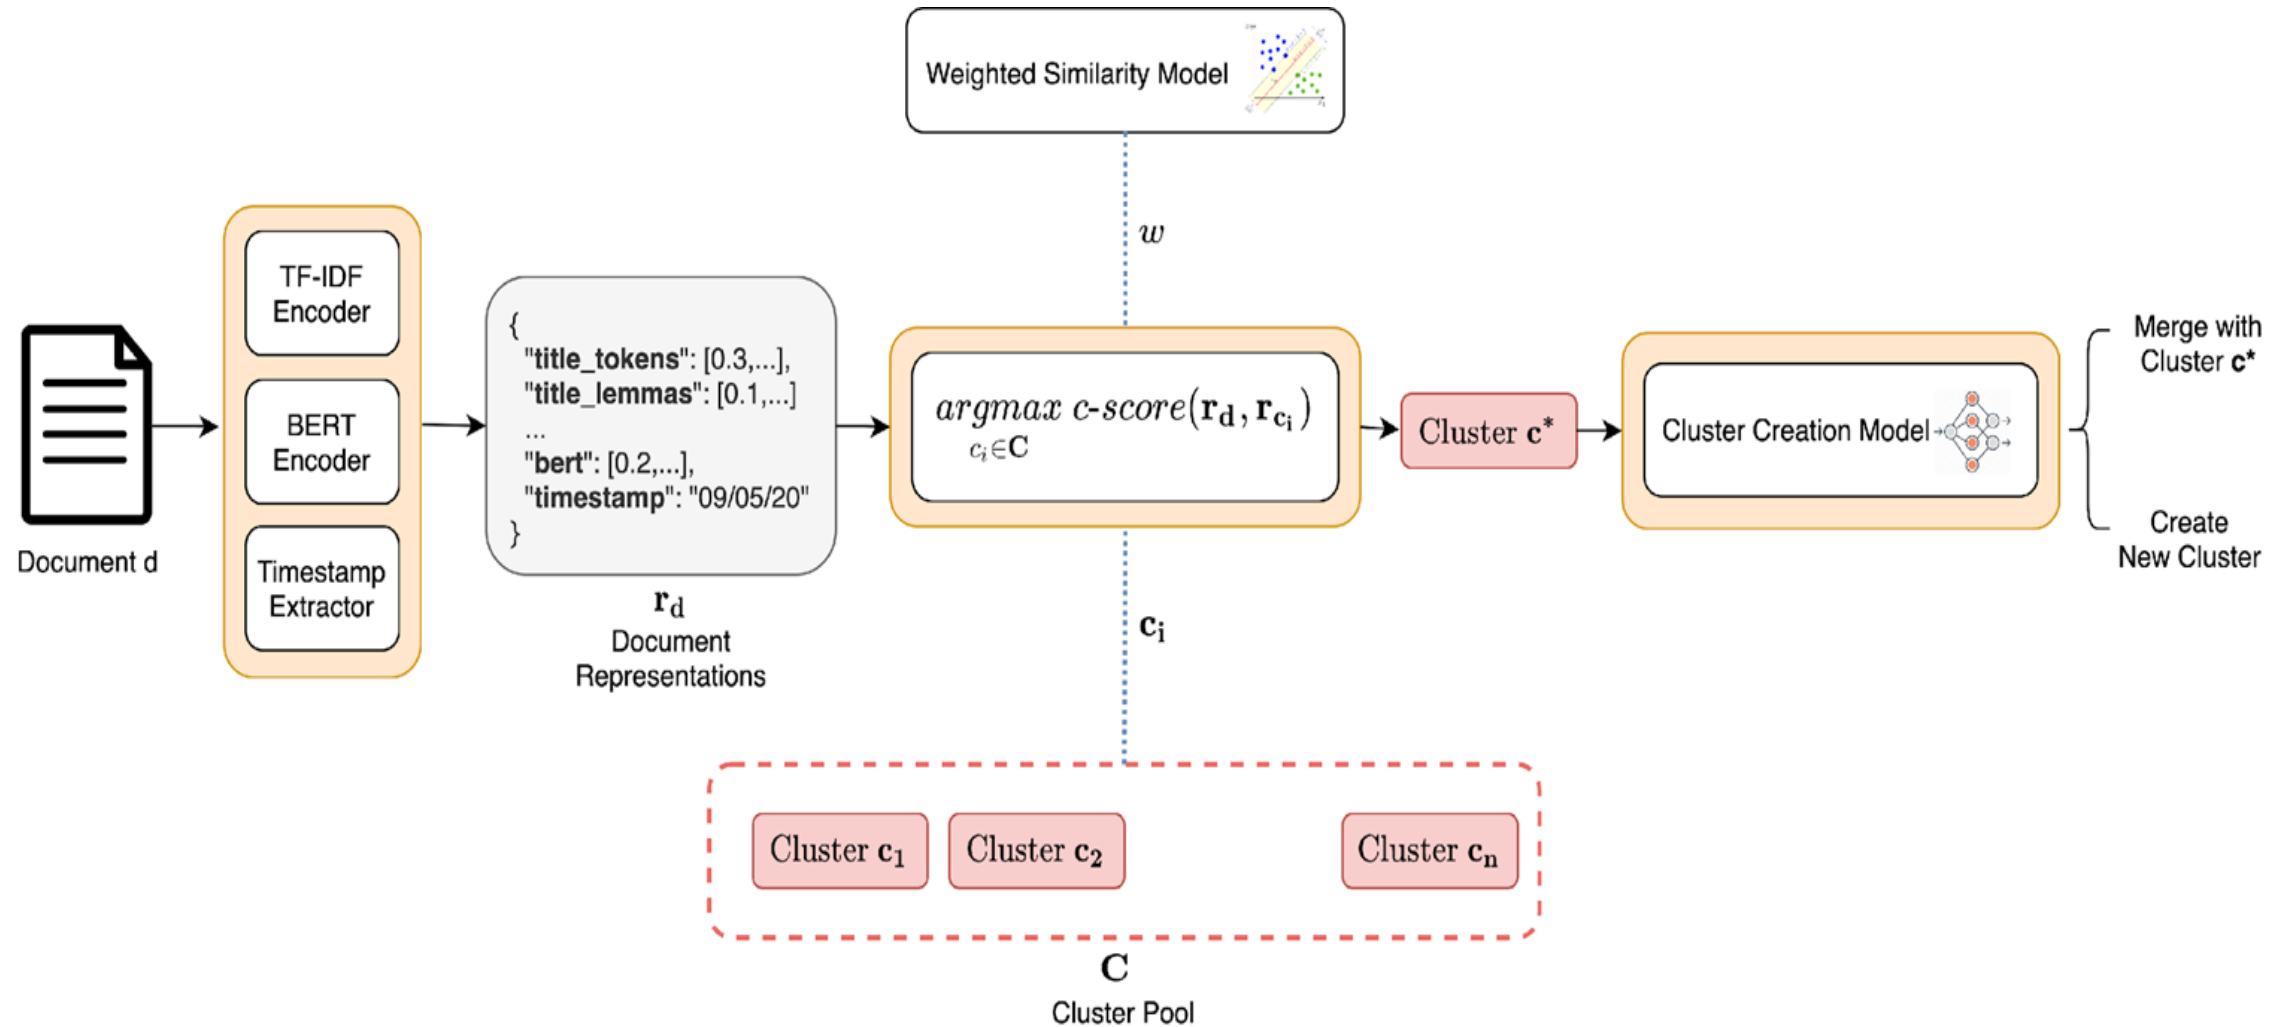 Weighted Similarity Model
w
TF-IDF
Encoder
BERT
Encoder
Timestamp
Extractor
Document d
{
"title_tokens": [0.3,...],
"title_lemmas": [0.1,...]
...
"bert": [0.2,...],
"timestamp": "09/05/20"
}
r_d
Document
Representations
argmax c-score(r_d, r_{c_i})
c_i∈C
Cluster c*
Cluster Creation Model
Merge with
Cluster c*
Create
New Cluster
c_i
Cluster c_1
Cluster c_2
Cluster c_n
C
Cluster Pool